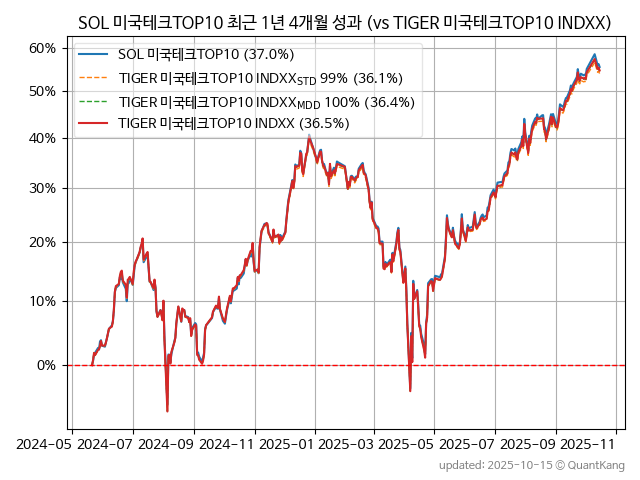 SOL 미국테크TOP10 최근 1년 4개월 성과 (vs TIGER 미국테크TOP10 INDXX)
60%
50%
40%
30%
20%
10%
0%
SOL 미국테크TOP10 (37.0%)
TIGER 미국테크TOP10 INDXX STD 99% (36.1%)
TIGER 미국테크TOP10 INDXX MDD 100% (36.4%)
TIGER 미국테크TOP10 INDXX (36.5%)
2024-05 2024-07 2024-09 2024-11 2025-01 2025-03 2025-05 2025-07 2025-09 2025-11
updated: 2025-10-15 © QuantKang